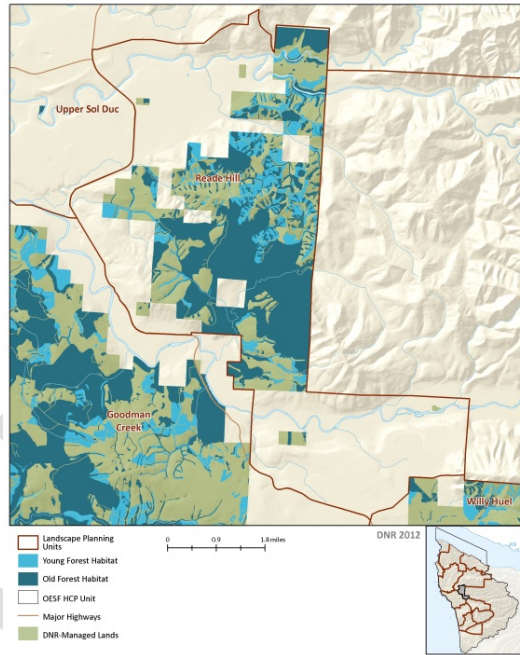 Upper Sol Duc
Reade Hill
Goodman
Creek
Willy Huel
DNR 2012
Landscape Planning
Units
Young Forest Habitat
Old Forest Habitat
OESF HCP Unit
Major Highways
DNR-Managed Lands
0 0.9 1.8 miles